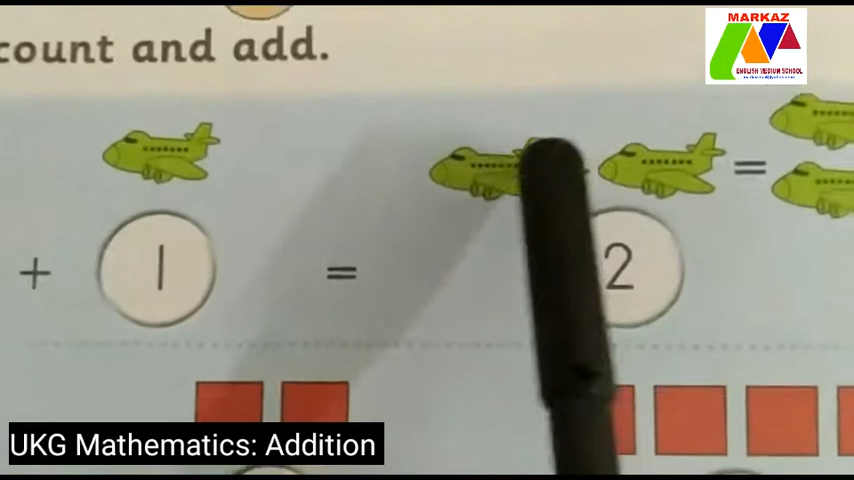 count and add.
MARKAZ
ENGLISH MEDIUM SCHOOL
=
+ 1 = 2
UKG Mathematics: Addition